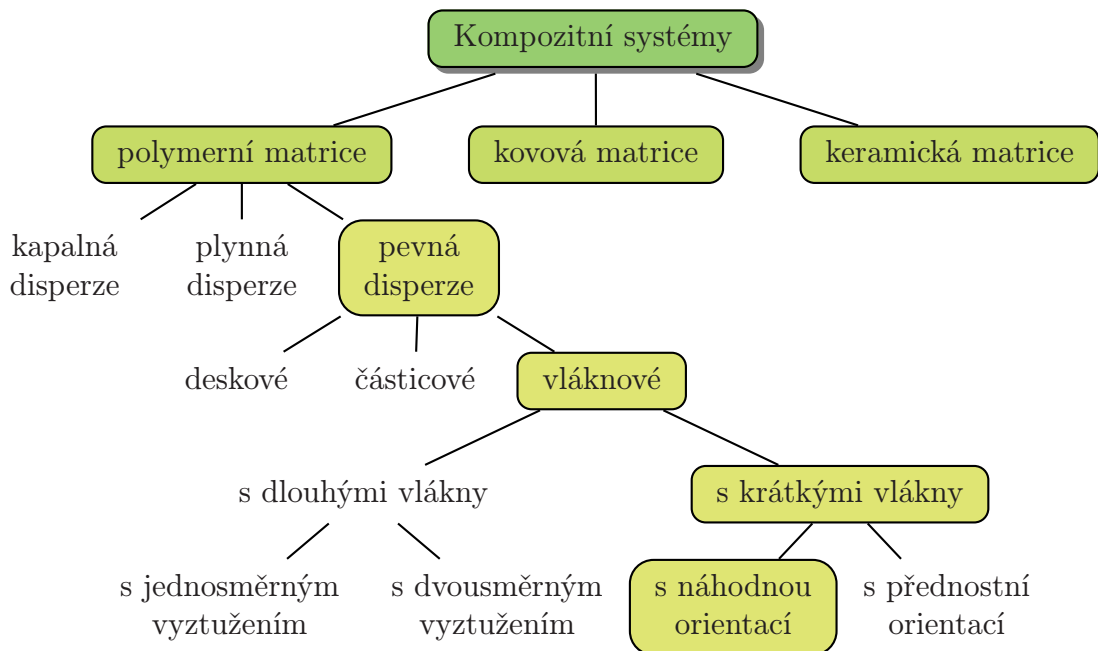 Kompozitní systémy
polymerní matrice
kovová matrice
keramická matrice
kapalná
disperze
plynná
disperze
pevná
disperze
deskové
částicové
vláknové
s dlouhými vlákny
s krátkými vlákny
s jednosměrným
vyztužením
s dvousměrným
vyztužením
s náhodnou
orientací
s přednostní
orientací